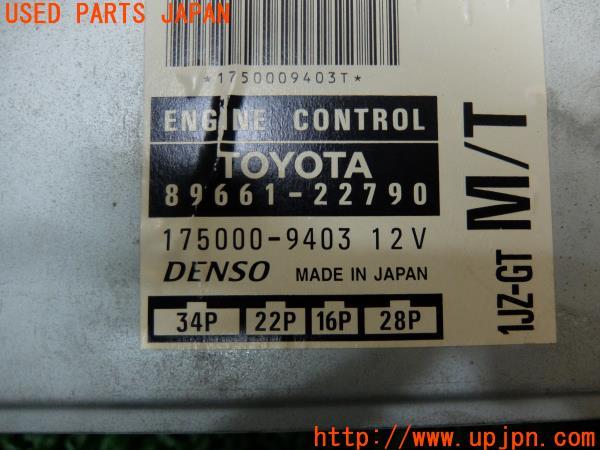 USED PARTS JAPAN
*1750009403T*
ENGINE CONTROL
TOYOTA
89661-22790
175000-9403 12V
DENSO MADE IN JAPAN
34P 22P 16P 28P
1JZ-GT M/T
UPJ
http://www.upjpn.com